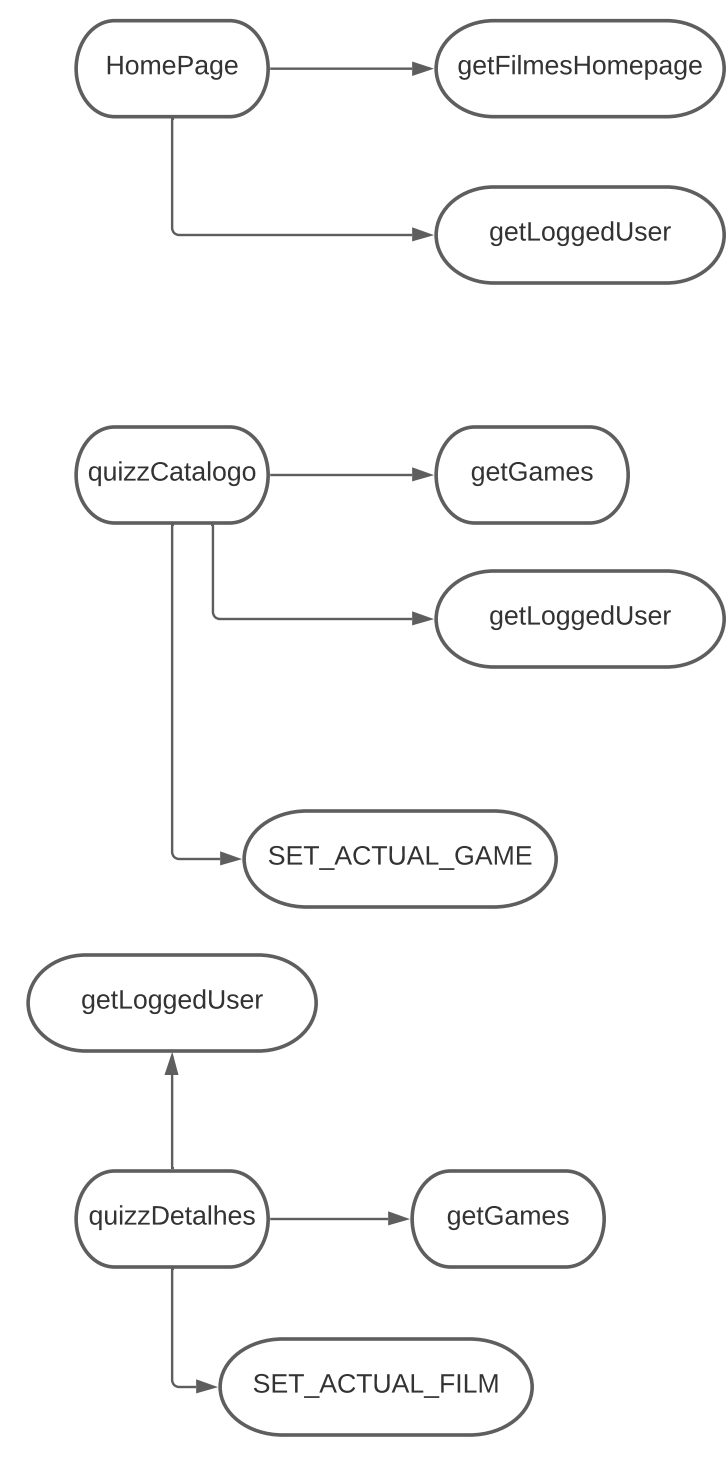 HomePage
getFilmesHomepage
getLoggedUser
quizzCatalogo
getGames
getLoggedUser
SET_ACTUAL_GAME
getLoggedUser
quizzDetalhes
getGames
SET_ACTUAL_FILM